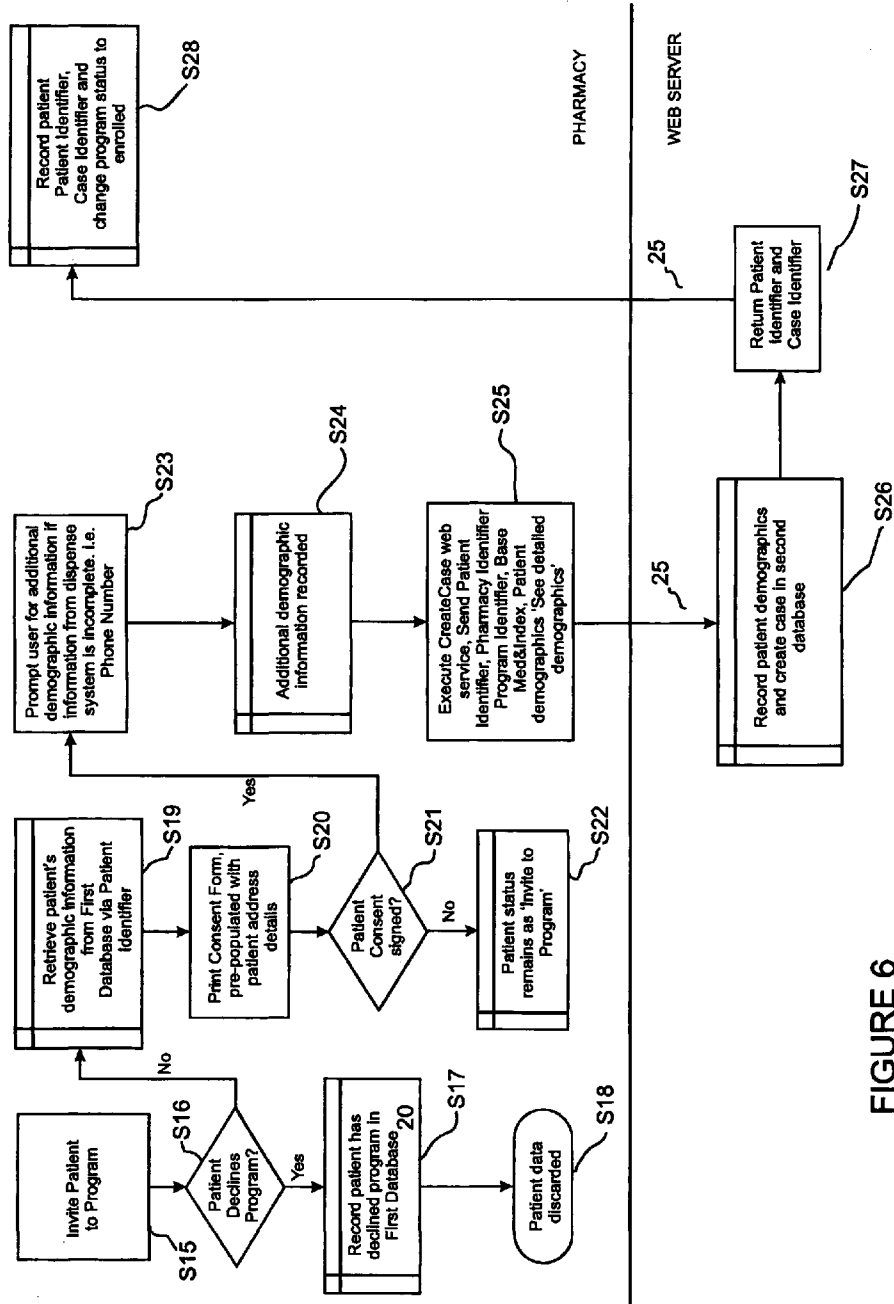 Invite Patient
to Program
S15
Patient
Declines
Program?
S16
No
Yes
Record patient has
declined program in
First Database 20
S17
Patient data
discarded
S18
Retrieve patient's
demographic information
from First
Database via Patient
Identifier
S19
Print Consent Form,
pre-populated with
patient address
details
S20
Patient
Consent
signed?
S21
Yes
No
Patient status
remains as 'Invite to
Program'
S22
Prompt user for additional
demographic information if
information from dispense
system is incomplete. i.e.
Phone Number
S23
Additional demographic
information recorded
S24
Execute CreateCase web
service, Send Patient
Identifier, Pharmacy Identifier
Program Identifier, Base
Med&Index, Patient
demographics 'See detailed
demographics'
S25
25
Record patient
Patient Identifier,
Case Identifier and
change program status to
enrolled
S28
PHARMACY
WEB SERVER
Record patient demographics
and create case in second
database
S26
25
Return Patient
Identifier and
Case Identifier
S27
FIGURE 6